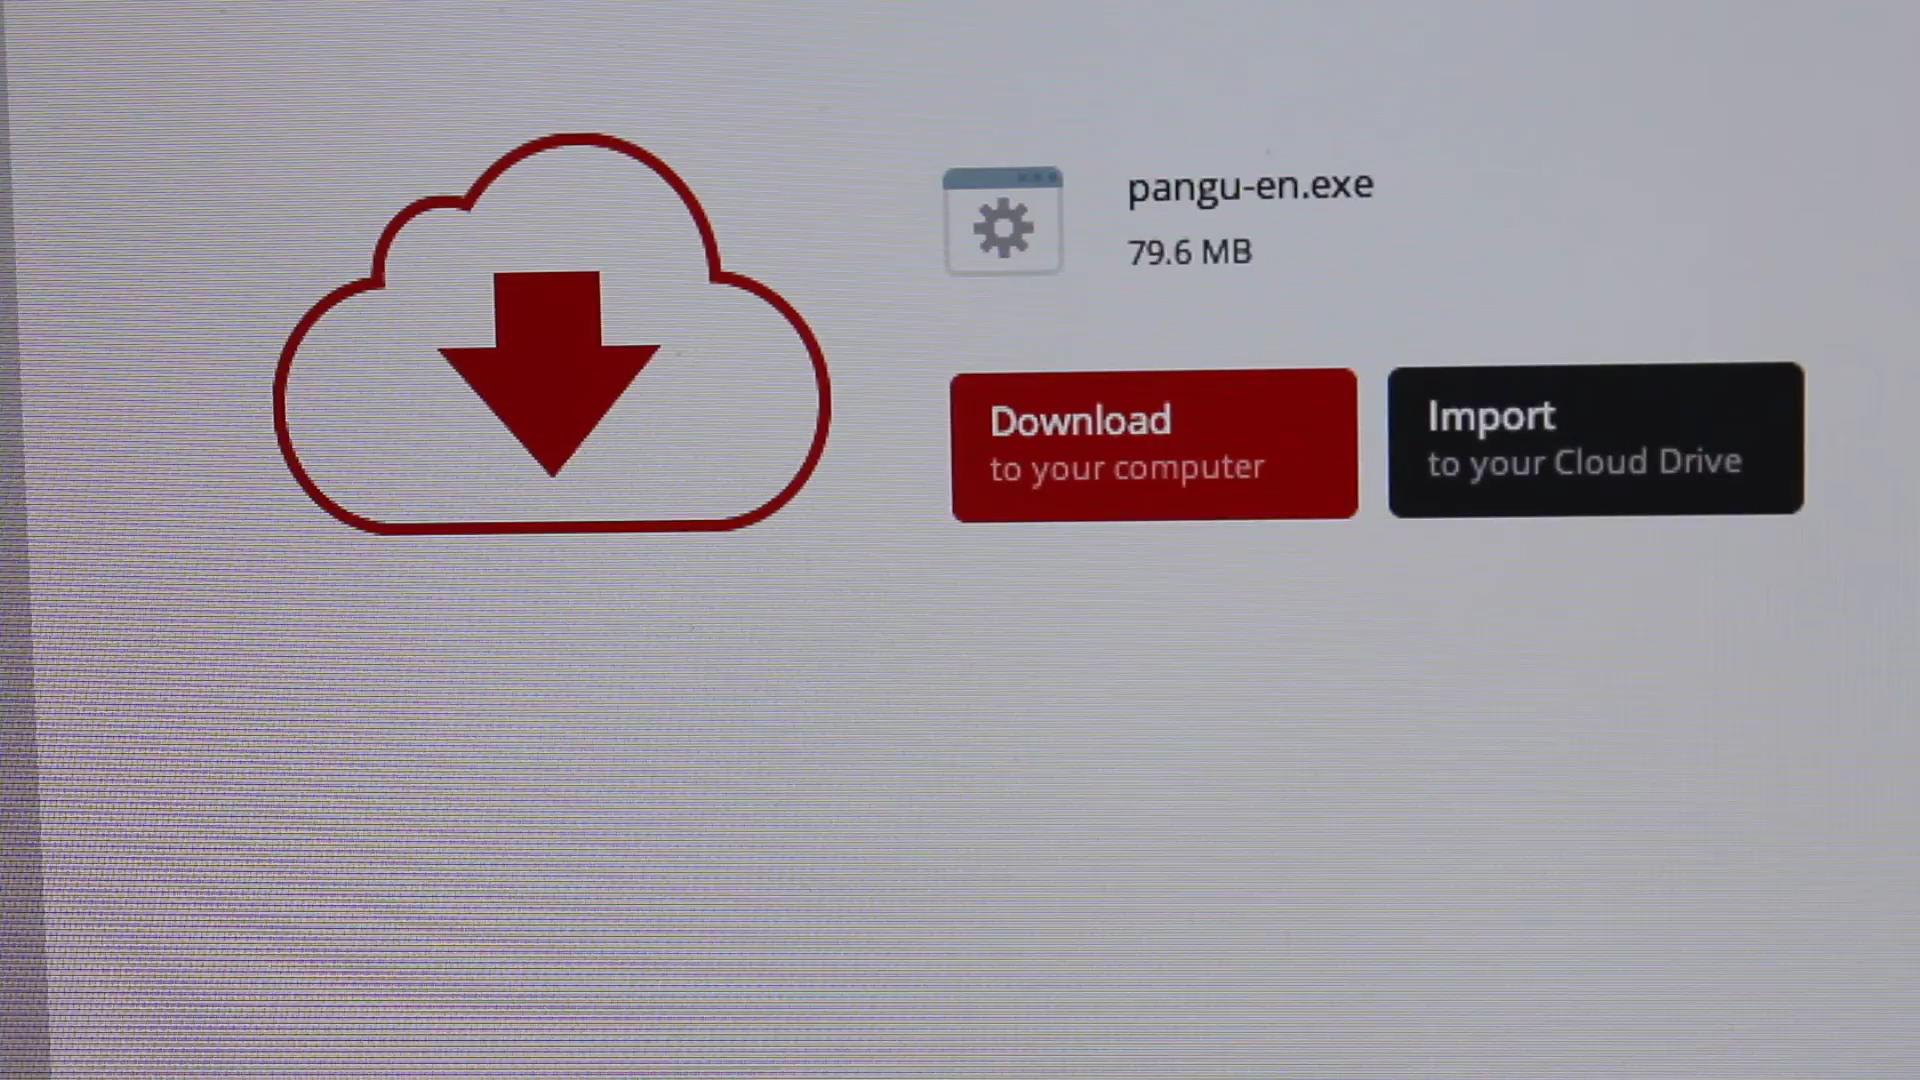 pangu-en.exe
79.6 MB
Download
to your computer
Import
to your Cloud Drive